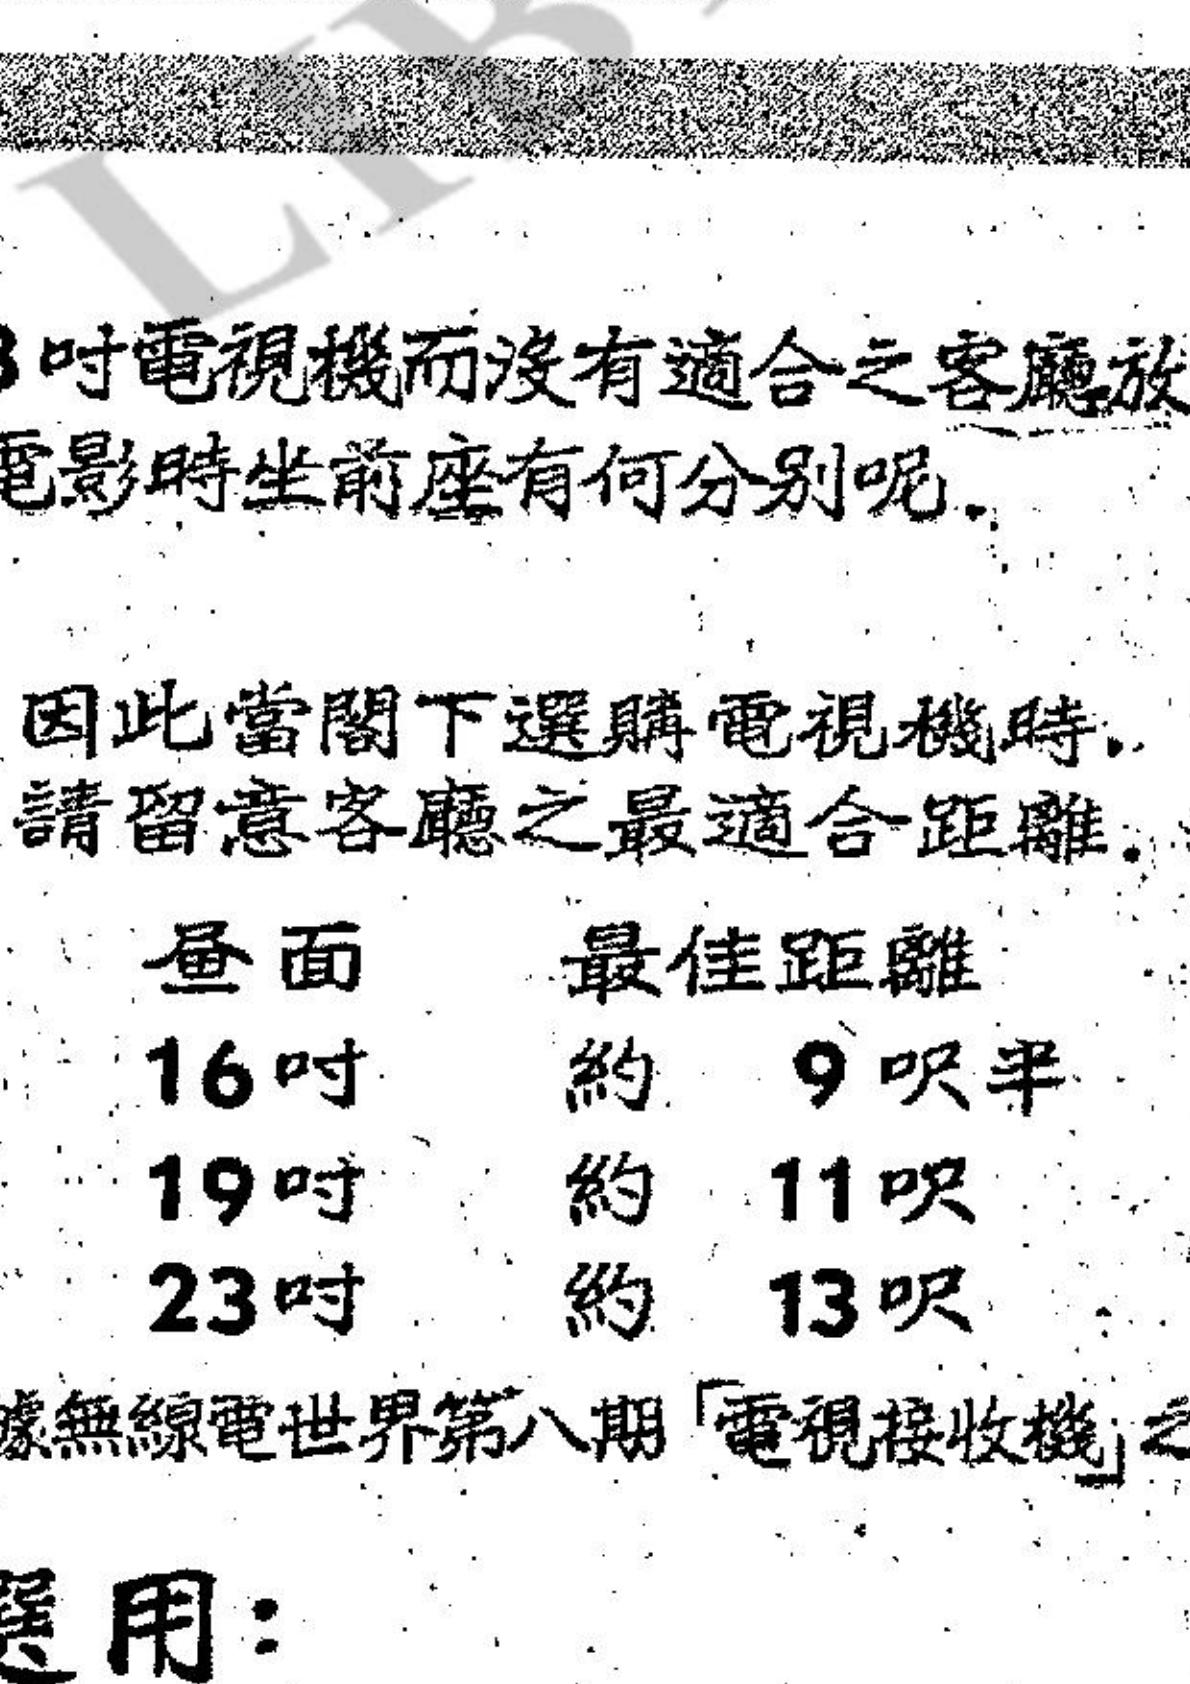 吋電視機而沒有適合之客廳放
電影時坐前座有何分別呢.
因此當閣下選購電視機時.
請留意客廳之最適合距離.
画面 最佳距離
16吋 約 9呎半
19吋 約 11呎
23吋 約 13呎
據無線電世界第八期「電視接收機」之
選用: